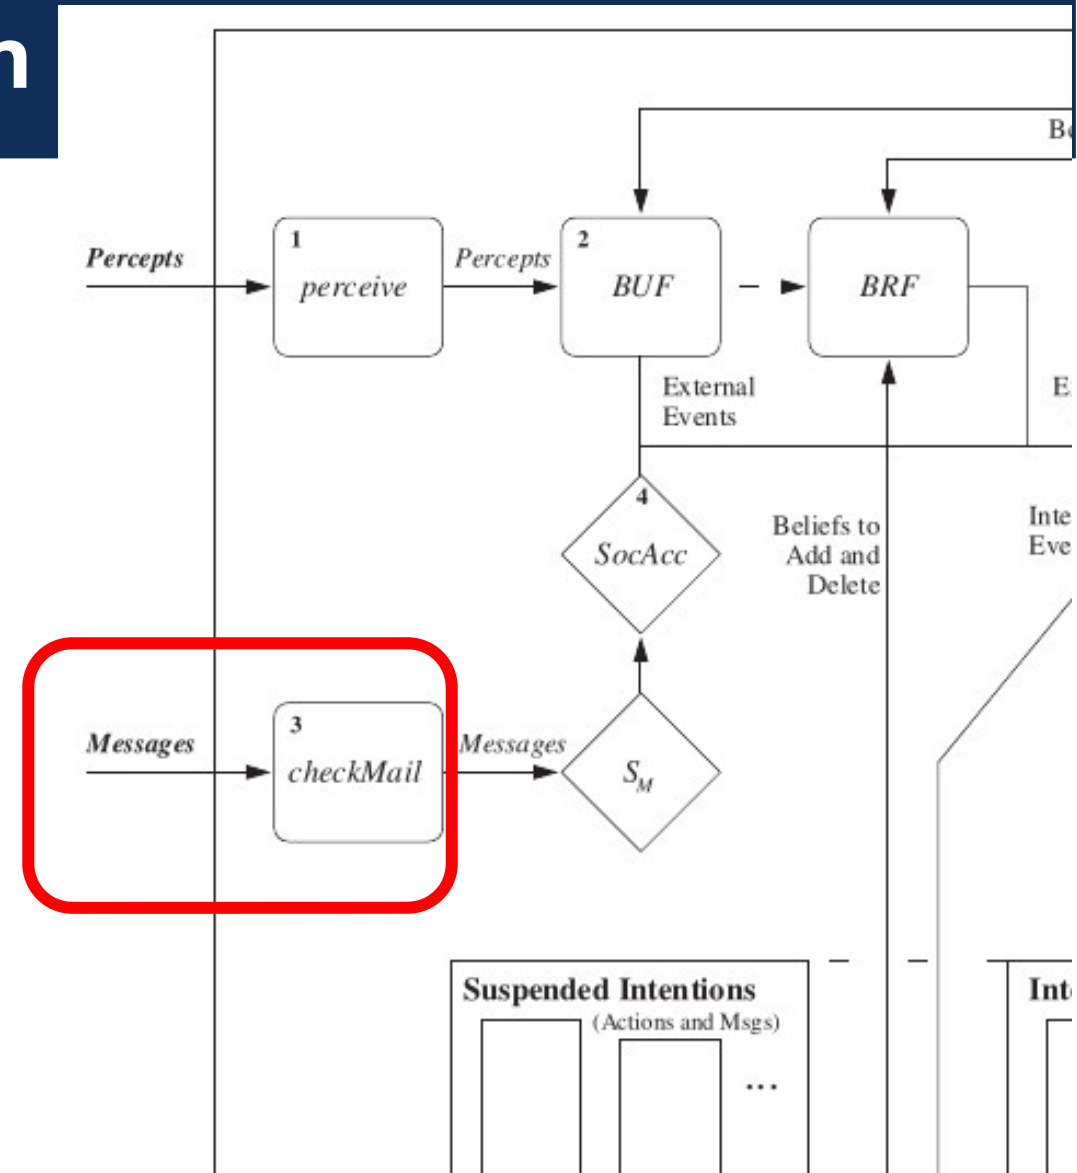 n
Percepts
1
perceive
Percepts
2
BUF
BRF
External
Events
4
SocAcc
Beliefs to
Add and
Delete
Messages
3
checkMail
Messages
SM
Suspended Intentions
(Actions and Msgs)
...